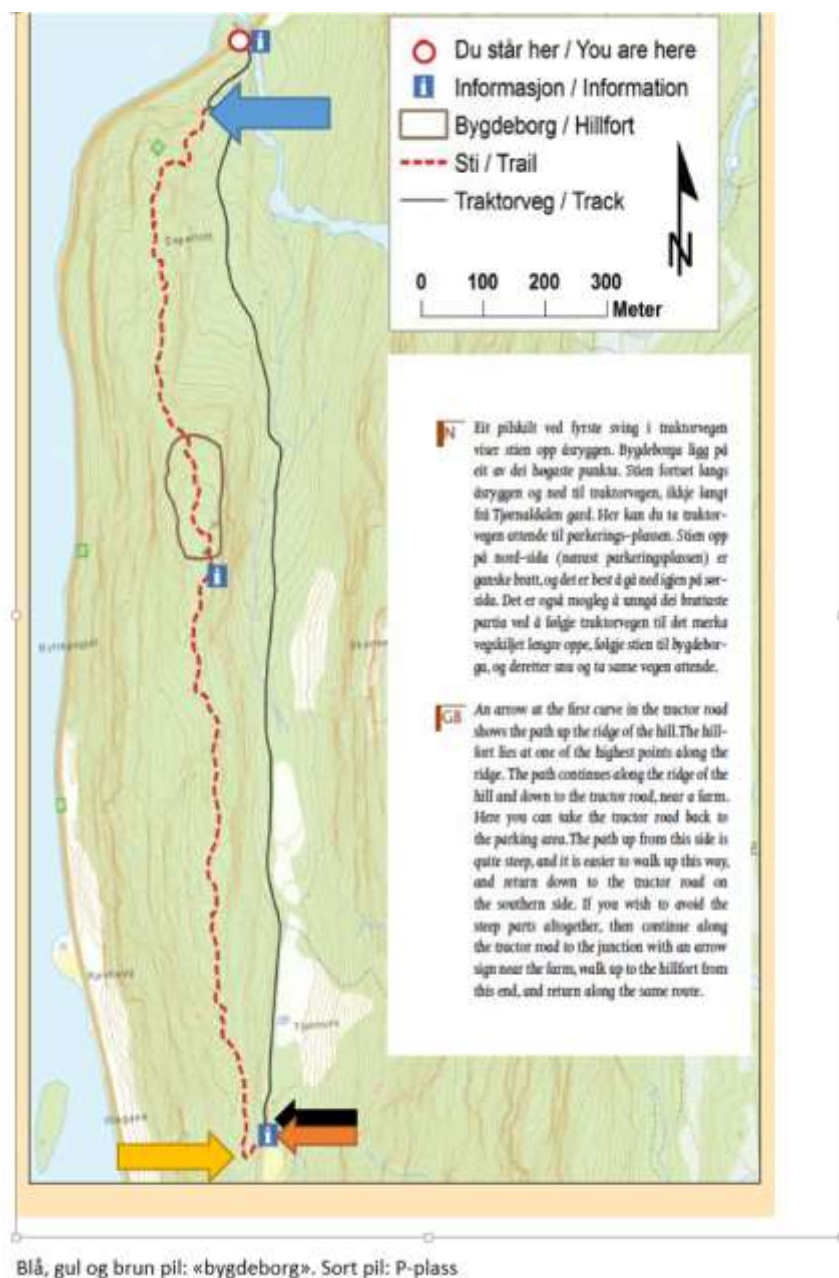 Du står her / You are here
Informasjon / Information
Bygdeborg / Hillfort
Sti / Trail
Traktorveg / Track
N
0 100 200 300
Meter
N
Eit pilskilt ved fyrste sving i traktorvegen
viser stien opp åsryggen. Bygdeborga ligg på
eit av dei høgaste punkta. Stien fortset langs
åsryggen og ned til traktorvegen, ikkje langt
frå Tjørnaldalen gard. Her kan du ta traktor-
vegen attende til parkerings-plassen. Stien opp
på nord-sida (nærast parkeringsplassen) er
ganske bratt, og det er best å gå ned igjen på sør-
sida. Det er også mogleg å unngå dei brattaste
partia ved å følgje traktorvegen til det merka
vegskiljet lengre oppe, følgje stien til bygdebor-
ga, og deretter snu og ta same vegen attende.
GB
An arrow at the first curve in the tractor road
shows the path up the ridge of the hill. The hill-
fort lies at one of the highest points along the
ridge. The path continues along the ridge of the
hill and down to the tractor road, near a farm.
Here you can take the tractor road back to
the parking area. The path up from this side is
quite steep, and it is easier to walk up this way,
and return down to the tractor road on
the southern side. If you wish to avoid the
steep parts altogether, then continue along
the tractor road to the junction with an arrow
sign near the farm, walk up to the hillfort from
this end, and return along the same route.
Blå, gul og brun pil: «bygdeborg». Sort pil: P-plass